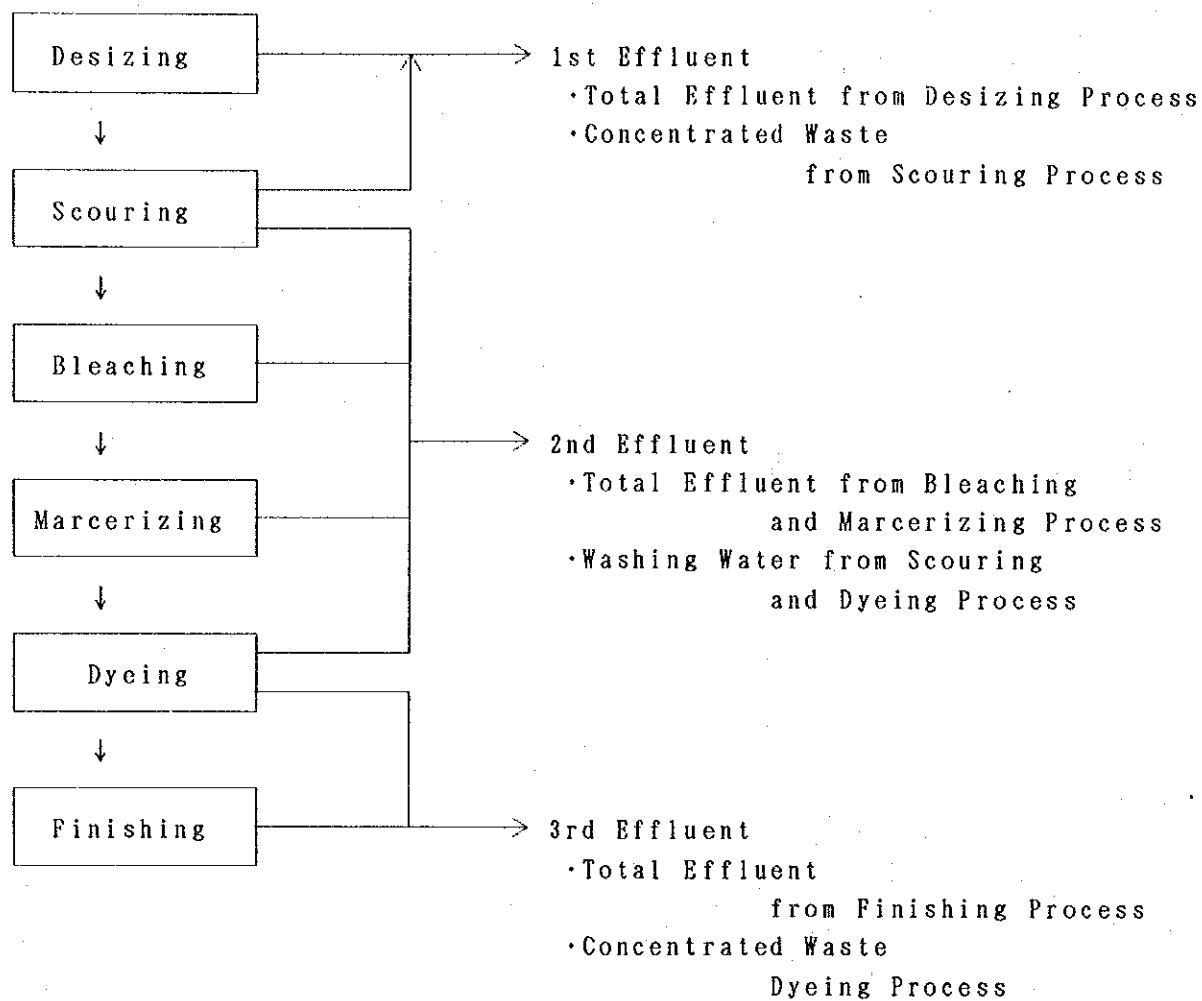 Desizing
1st Effluent
・Total Effluent from Desizing Process
・Concentrated Waste
from Scouring Process
Scouring
Bleaching
2nd Effluent
・Total Effluent from Bleaching
and Marcerizing Process
・Washing Water from Scouring
and Dyeing Process
Marcerizing
Dyeing
Finishing
3rd Effluent
・Total Effluent
from Finishing Process
・Concentrated Waste
Dyeing Process